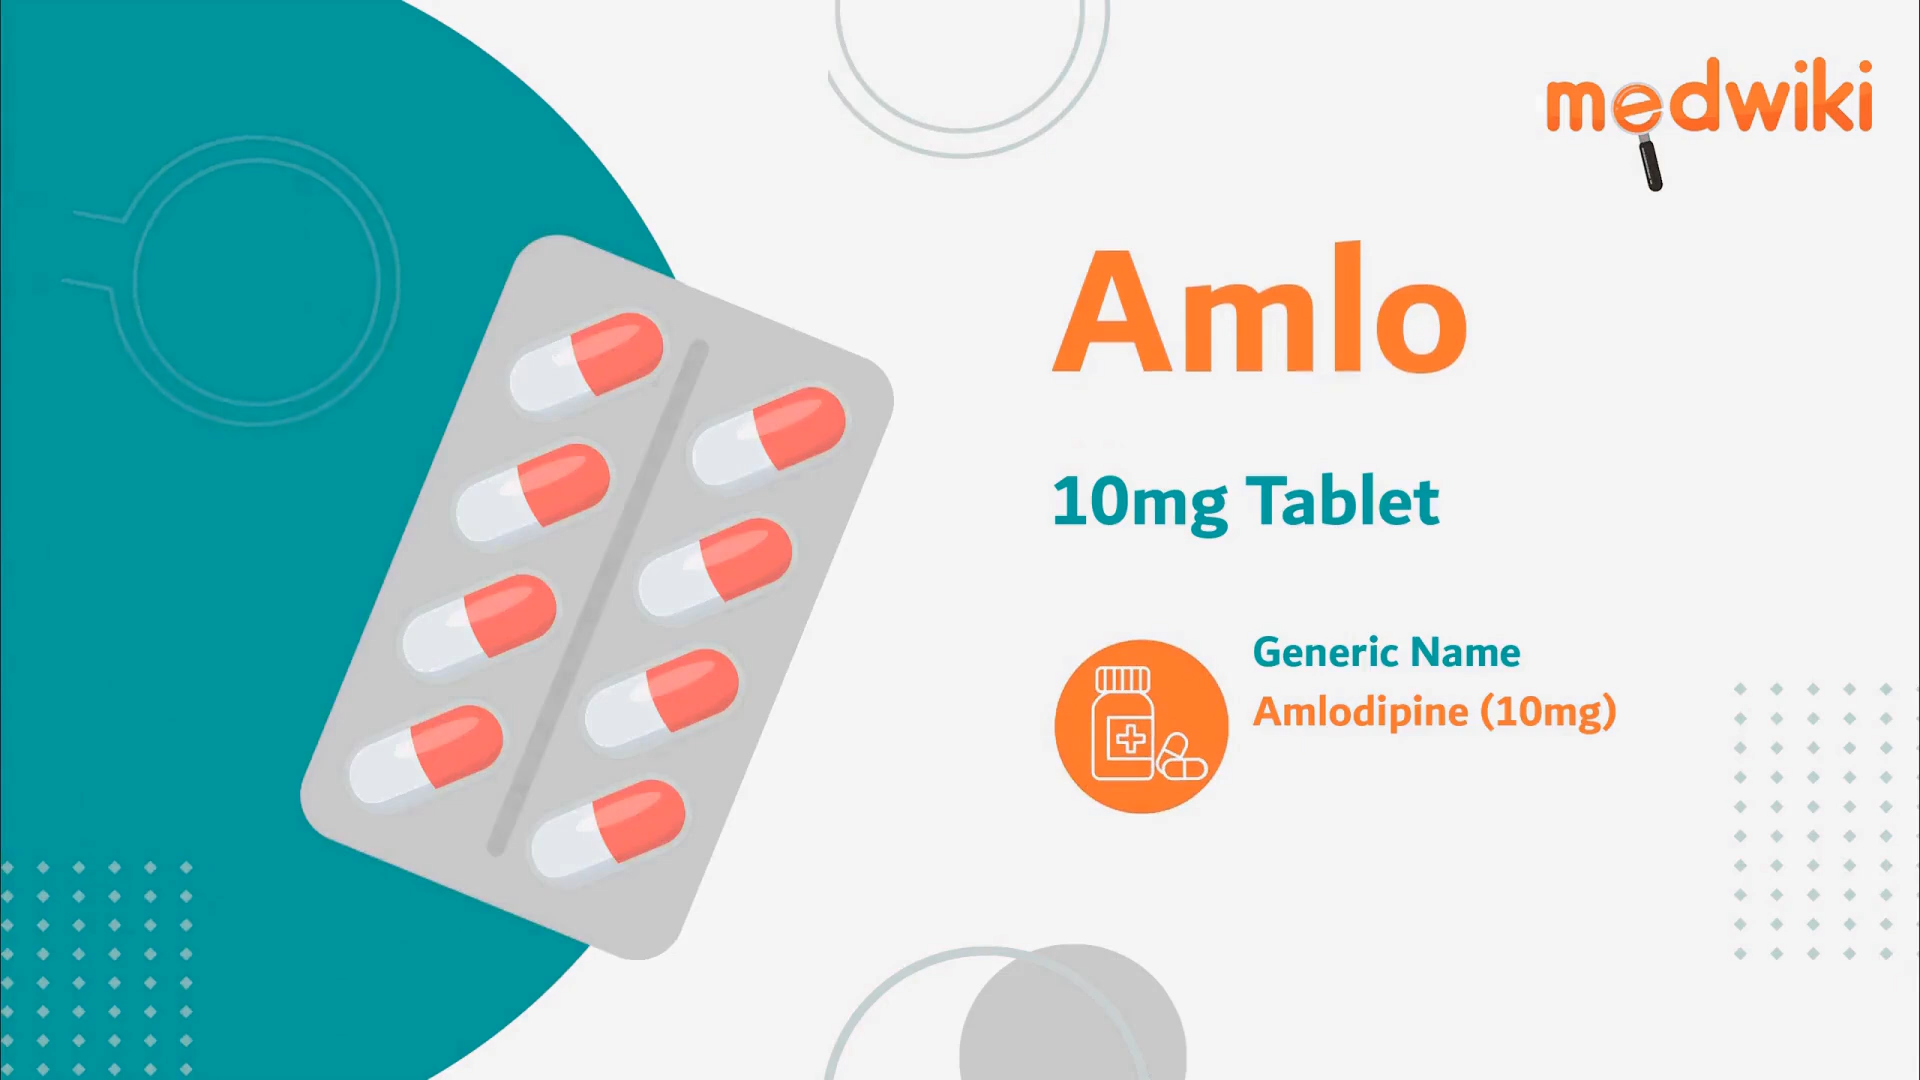 medwiki
Amlo
10mg Tablet
Generic Name
Amlodipine (10mg)